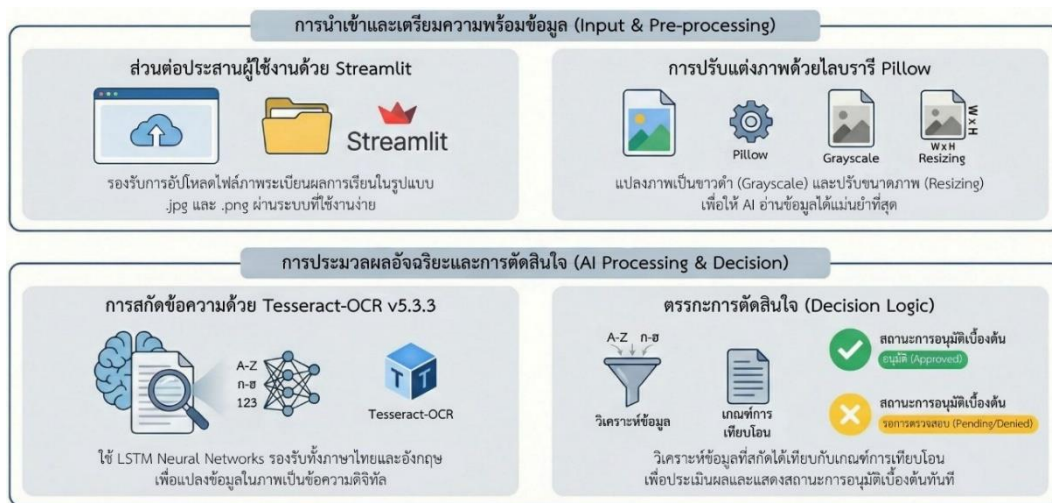 การนำเข้าและเตรียมความพร้อมข้อมูล (Input & Pre-processing)
ส่วนต่อประสานผู้ใช้งานด้วย Streamlit
Streamlit
รองรับการอัปโหลดไฟล์ภาพระเบียนผลการเรียนในรูปแบบ
.jpg และ .png ผ่านระบบที่ใช้งานง่าย
การปรับแต่งภาพด้วยไลบรารี Pillow
Pillow
Grayscale
WxH
WxH
Resizing
แปลงภาพเป็นขาวดำ (Grayscale) และปรับขนาดภาพ (Resizing)
เพื่อให้ AI อ่านข้อมูลได้แม่นยำที่สุด
การประมวลผลอัจฉริยะและการตัดสินใจ (AI Processing & Decision)
การสกัดข้อความด้วย Tesseract-OCR v5.3.3
A-Z
ก-ฮ
123
T T
Tesseract-OCR
ใช้ LSTM Neural Networks รองรับทั้งภาษาไทยและอังกฤษ
เพื่อแปลงข้อมูลในภาพเป็นข้อความดิจิทัล
ตรรกะการตัดสินใจ (Decision Logic)
A-Z ก-ฮ
วิเคราะห์ข้อมูล
เกณฑ์การ
เทียบโอน
สถานะการอนุมัติเบื้องต้น
อนุมัติ (Approved)
สถานะการอนุมัติเบื้องต้น
รอการตรวจสอบ (Pending/Denied)
วิเคราะห์ข้อมูลที่สกัดได้เทียบกับเกณฑ์การเทียบโอน
เพื่อประเมินผลและแสดงสถานะการอนุมัติเบื้องต้นทันที